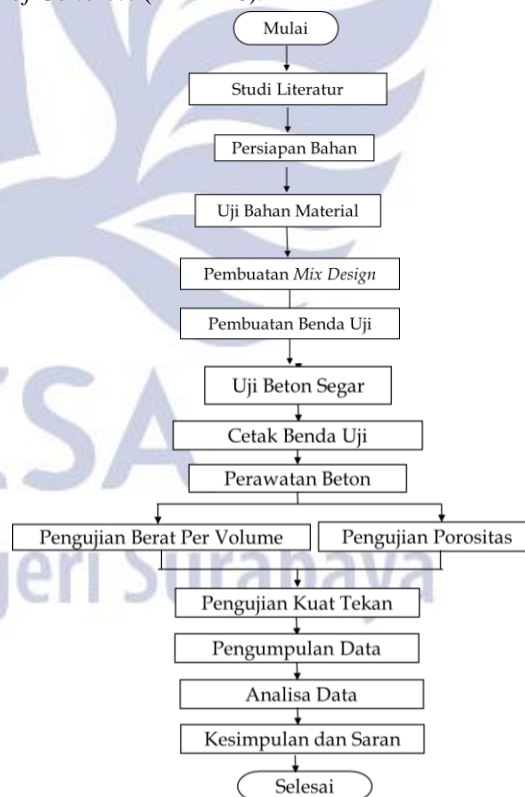 Mulai
Studi Literatur
Persiapan Bahan
Uji Bahan Material
Pembuatan Mix Design
Pembuatan Benda Uji
Uji Beton Segar
Cetak Benda Uji
Perawatan Beton
Pengujian Berat Per Volume Pengujian Porositas
Pengujian Kuat Tekan
Pengumpulan Data
Analisa Data
Kesimpulan dan Saran
Selesai
geri Surabaya